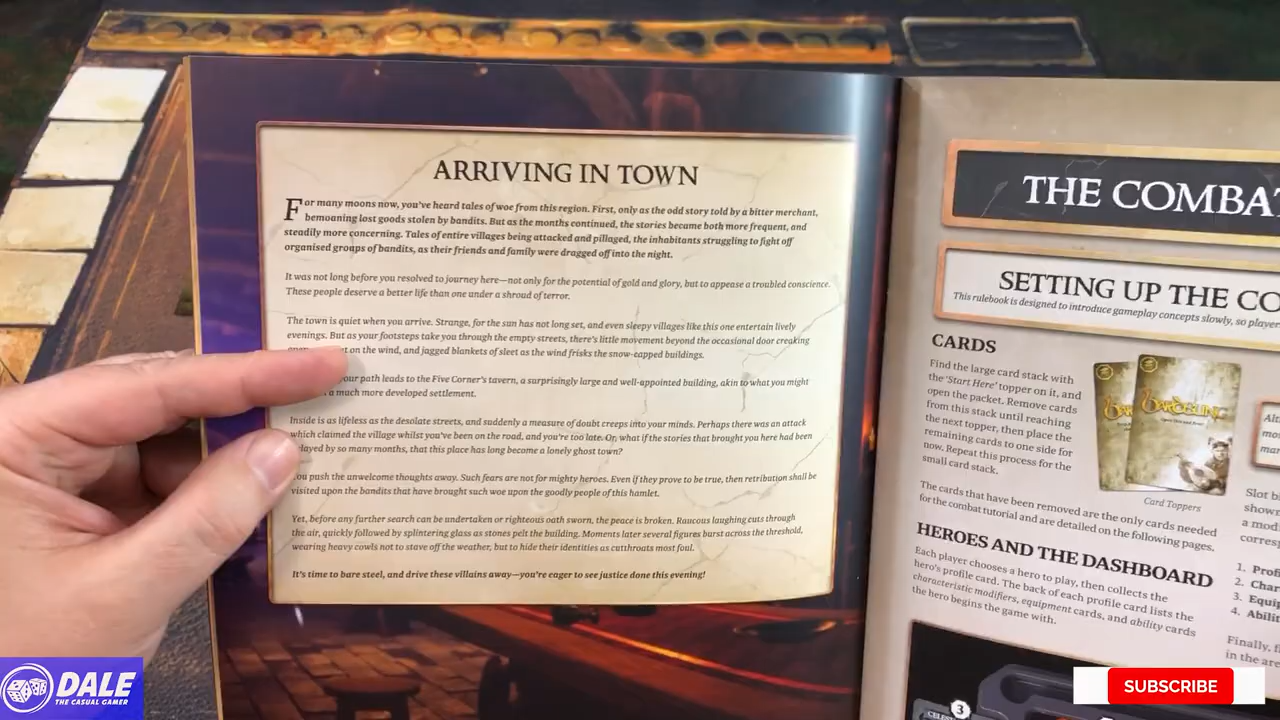 ARRIVING IN TOWN
For many moons now, you've heard tales of woe from this region. First, only as the odd story told by a bitter merchant,
bemoaning lost goods stolen by bandits. But as the months continued, the stories became both more frequent, and
steadily more concerning. Tales of entire villages being attacked and pillaged, the inhabitants struggling to fight off
organised groups of bandits, as their friends and family were dragged off into the night.
It was not long before you resolved to journey here—not only for the potential of gold and glory, but to appease a troubled conscience.
These people deserve a better life than one under a shroud of terror.
The town is quiet when you arrive. Strange, for the sun has not long set, and even sleepy villages like this one entertain lively
evenings. But as your footsteps take you through the empty streets, there's little movement beyond the occasional door creaking
on the wind, and jagged blankets of sleet as the wind frisks the snow-capped buildings.
your path leads to the Five Corner's tavern, a surprisingly large and well-appointed building, akin to what you might
a much more developed settlement.
Inside is as lifeless as the desolate streets, and suddenly a measure of doubt creeps into your minds. Perhaps there was an attack
which claimed the village whilst you've been on the road, and you're too late. Or, what if the stories that brought you here had been
by so many months, that this place has long become a lonely ghost town?
You push the unwelcome thoughts away. Such fears are not for mighty heroes. Even if they prove to be true, then retribution shall be
visited upon the bandits that have brought such woe upon the goodly people of this hamlet.
Yet, before any further search can be undertaken or righteous oath sworn, the peace is broken. Raucous laughing cuts through
the air, quickly followed by splintering glass as stones pelt the building. Moments later several figures burst across the threshold,
wearing heavy cowls not to stave off the weather, but to hide their identities as cutthroats most foul.
It's time to bare steel, and drive these villains away—you're eager to see justice done this evening!
THE COMBA
SETTING UP THE CO
This rulebook is designed to introduce gameplay concepts slowly, so player
CARDS
Find the large card stack with
the 'Start Here' topper on it, and
open the packet. Remove cards
from this stack until reaching
the next topper, then place the
remaining cards to one side for
now. Repeat this process for the
small card stack.
Card Toppers
The cards that have been removed are the only cards needed
for the combat tutorial and are detailed on the following pages.
HEROES AND THE DASHBOARD
Each player chooses a hero to play, then collects the
hero's profile card. The back of each profile card lists the
characteristic modifiers, equipment cards, and ability cards
the hero begins the game with.
Slot b
shown
a mod
corres
1. Profi
2. Char
3. Equip
4. Abilit
Finally, f
in the are
3
DALE
THE CASUAL GAMER
SUBSCRIBE